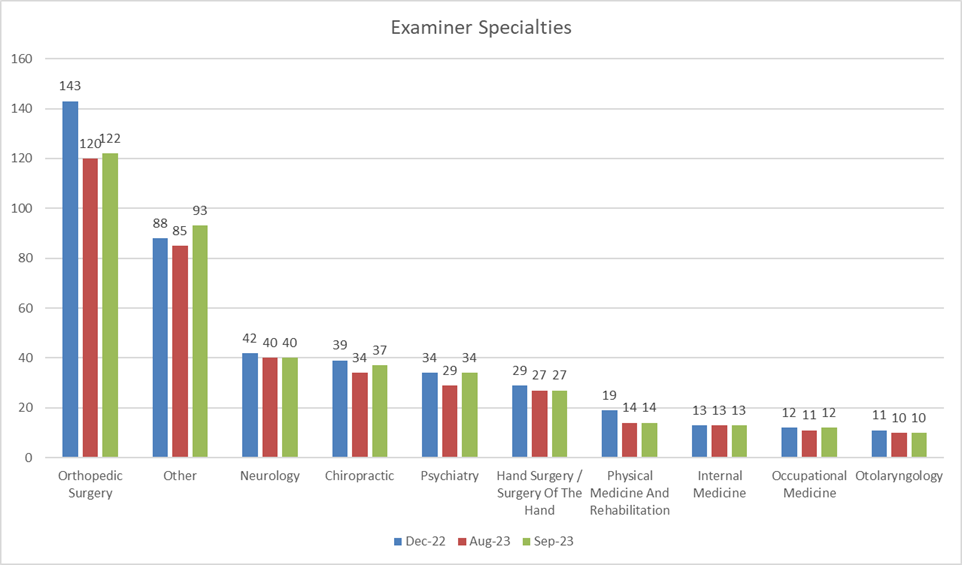 Examiner Specialties
160
140
120
100
80
60
40
20
0
143
120
122
88
85
93
42
40
40
39
34
37
34
29
34
29
27
27
19
14
14
13
13
13
12
11
12
11
10
10
Orthopedic
Surgery
Other
Neurology
Chiropractic
Psychiatry
Hand Surgery /
Surgery Of The
Hand
Physical
Medicine And
Rehabilitation
Internal
Medicine
Occupational
Medicine
Otolaryngology
Dec-22 Aug-23 Sep-23